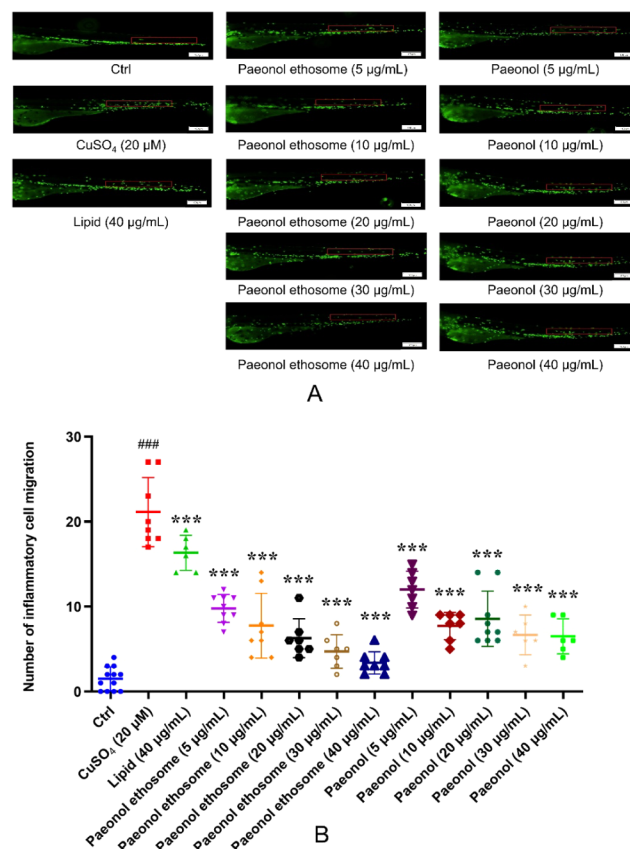 Ctrl
Paeonol ethosome (5 µg/mL)
Paeonol (5 µg/mL)
CuSO₄ (20 µM)
Paeonol ethosome (10 µg/mL)
Paeonol (10 µg/mL)
Lipid (40 µg/mL)
Paeonol ethosome (20 µg/mL)
Paeonol (20 µg/mL)
Paeonol ethosome (30 µg/mL)
Paeonol (30 µg/mL)
Paeonol ethosome (40 µg/mL)
Paeonol (40 µg/mL)
A
Number of inflammatory cell migration
30
20
10
0
###
***
***
***
***
***
***
***
***
***
***
***
Ctrl
CuSO₄ (20 µM)
Lipid (40 µg/mL)
Paeonol ethosome (5 µg/mL)
Paeonol ethosome (10 µg/mL)
Paeonol ethosome (20 µg/mL)
Paeonol ethosome (30 µg/mL)
Paeonol ethosome (40 µg/mL)
Paeonol (5 µg/mL)
Paeonol (10 µg/mL)
Paeonol (20 µg/mL)
Paeonol (30 µg/mL)
Paeonol (40 µg/mL)
B